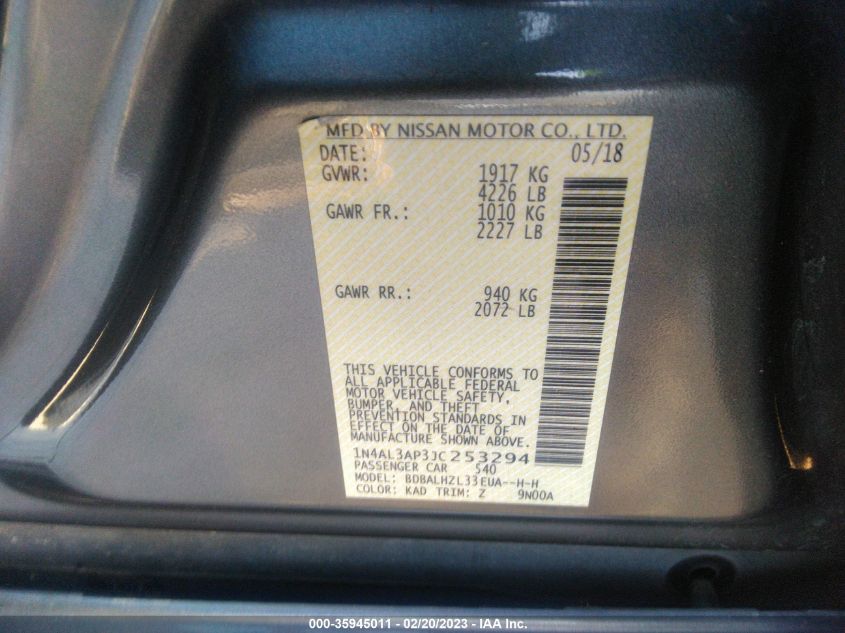 MFD BY NISSAN MOTOR CO., LTD.
DATE: 05/18
GVWR: 1917 KG
4226 LB
GAWR FR.: 1010 KG
2227 LB
GAWR RR.: 940 KG
2072 LB
THIS VEHICLE CONFORMS TO
ALL APPLICABLE FEDERAL
MOTOR VEHICLE SAFETY,
BUMPER, AND THEFT
PREVENTION STANDARDS IN
EFFECT ON THE DATE OF
MANUFACTURE SHOWN ABOVE.
1N4AL3AP3JC253294
PASSENGER CAR 540
MODEL: BDBALHZL33EUA--H-H
COLOR: KAD TRIM: Z 9N00A
000-35945011 - 02/20/2023 - IAA Inc.